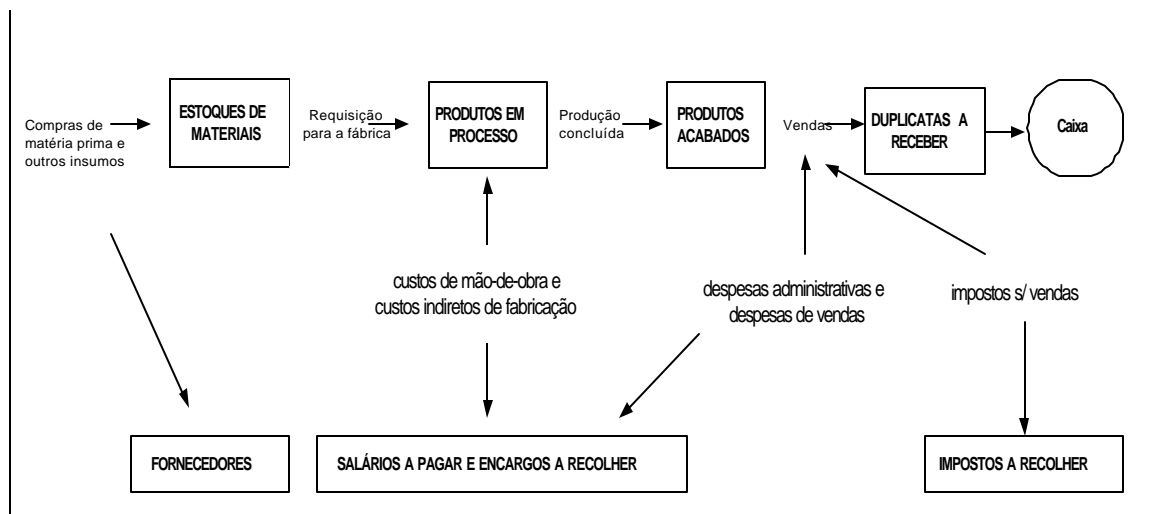 Compras de
matéria prima e
outros insumos
ESTOQUES DE
MATERIAIS
Requisição
para a fábrica
PRODUTOS EM
PROCESSO
Produção
concluída
PRODUTOS
ACABADOS
Vendas
DUPLICATAS A
RECEBER
Caixa
custos de mão-de-obra e
custos indiretos de fabricação
despesas administrativas e
despesas de vendas
impostos s/ vendas
FORNECEDORES
SALÁRIOS A PAGAR E ENCARGOS A RECOLHER
IMPOSTOS A RECOLHER